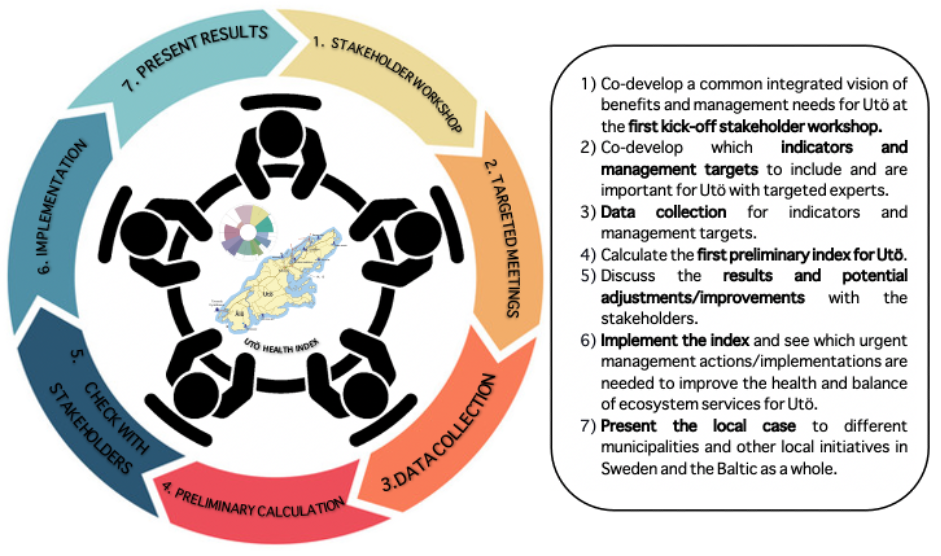 7. PRESENT RESULTS
1. STAKEHOLDER WORKSHOP
2. TARGETED MEETINGS
3.DATA COLLECTION
4. PRELIMINARY CALCULATION
5. CHECK WITH
STAKEHOLDERS
6. IMPLEMENTATION
Utö
Ålö
UTÖ HEALTH INDEX
1) Co-develop a common integrated vision of
benefits and management needs for Utö at
the first kick-off stakeholder workshop.
2) Co-develop which indicators and
management targets to include and are
important for Utö with targeted experts.
3) Data collection for indicators and
management targets.
4) Calculate the first preliminary index for Utö.
5) Discuss the results and potential
adjustments/improvements with the
stakeholders.
6) Implement the index and see which urgent
management actions/implementations are
needed to improve the health and balance
of ecosystem services for Utö.
7) Present the local case to different
municipalities and other local initiatives in
Sweden and the Baltic as a whole.